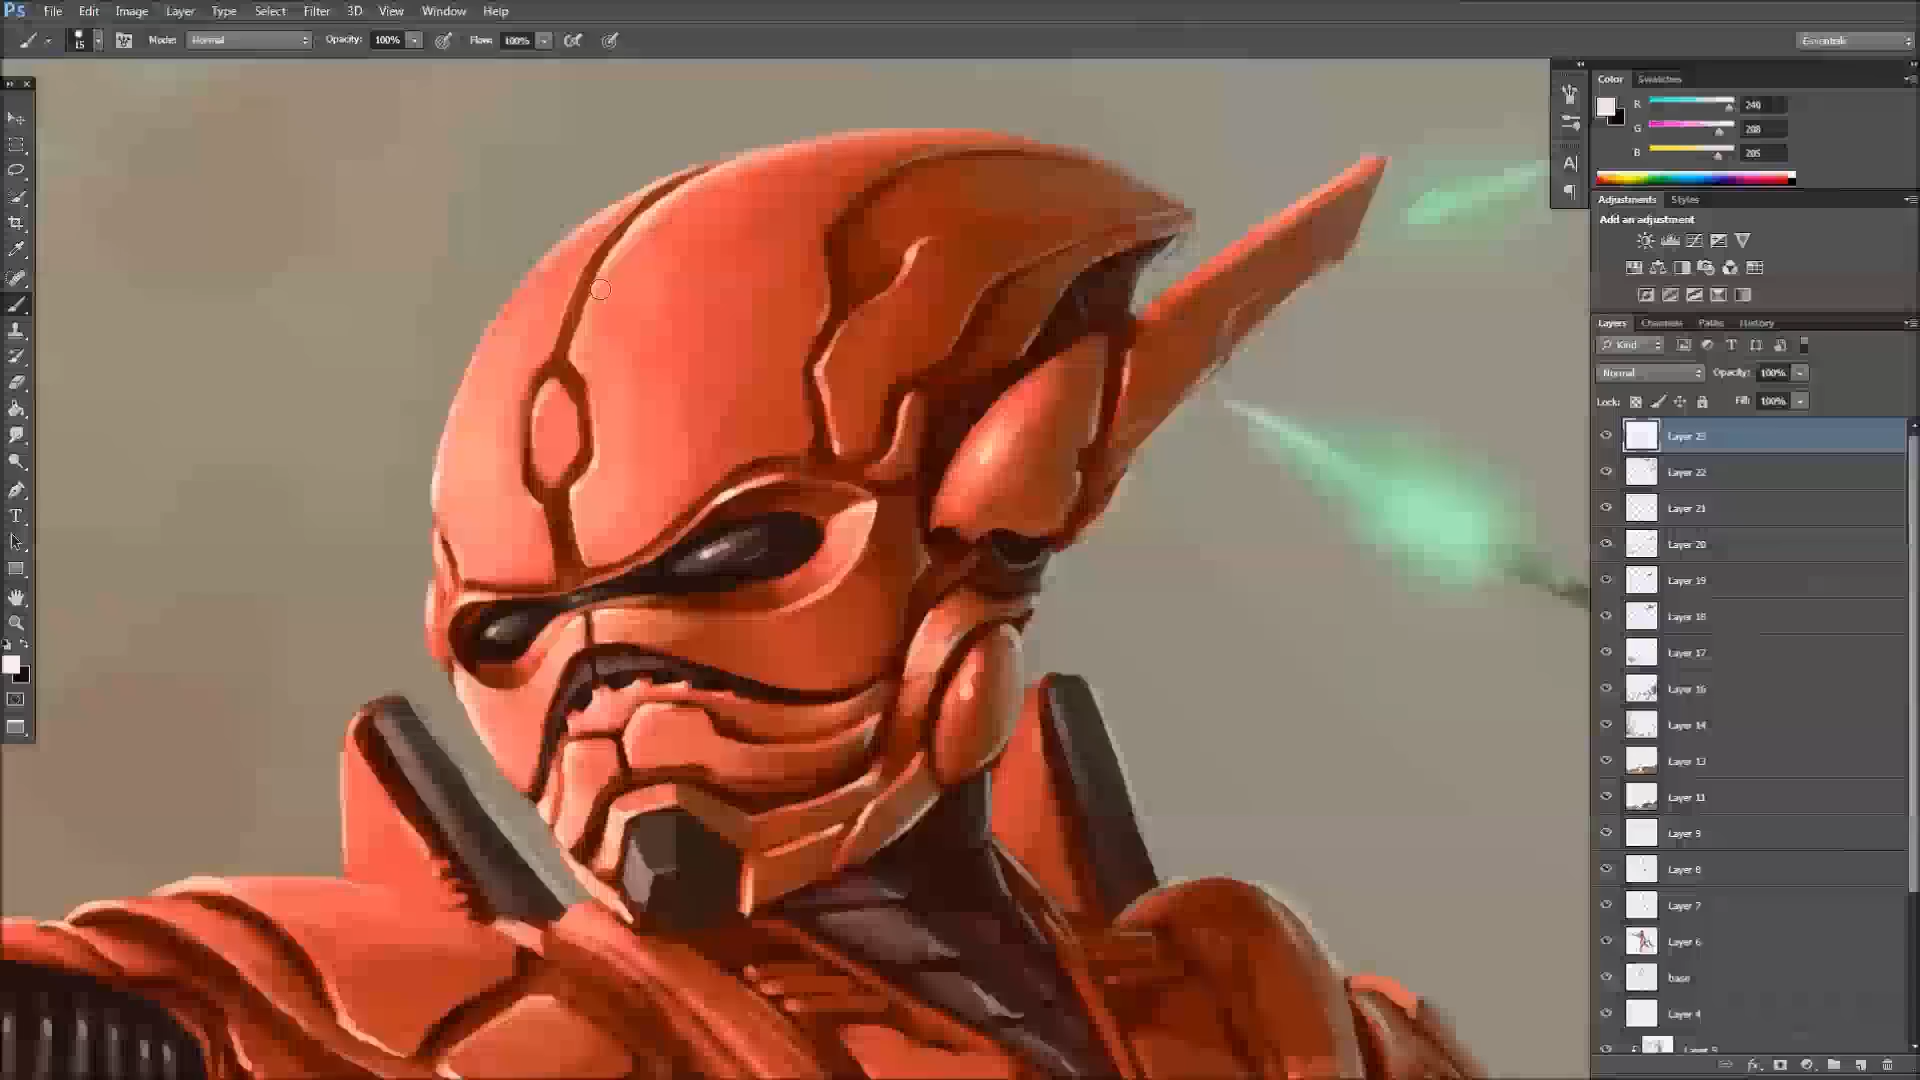 Ps File Edit Image Layer Type Select Filter 3D View Window Help
15 Mode: Normal Opacity: 100% Flow: 100% Essentials
Color Swatches
R 240
G 208
B 205
Adjustments Styles
Add an adjustment
Layers Channels Paths History
Kind T
Normal Opacity: 100%
Lock: Fill: 100%
Layer 23
Layer 22
Layer 21
Layer 20
Layer 19
Layer 18
Layer 17
Layer 16
Layer 14
Layer 13
Layer 11
Layer 9
Layer 8
Layer 7
Layer 6
base
Layer 4